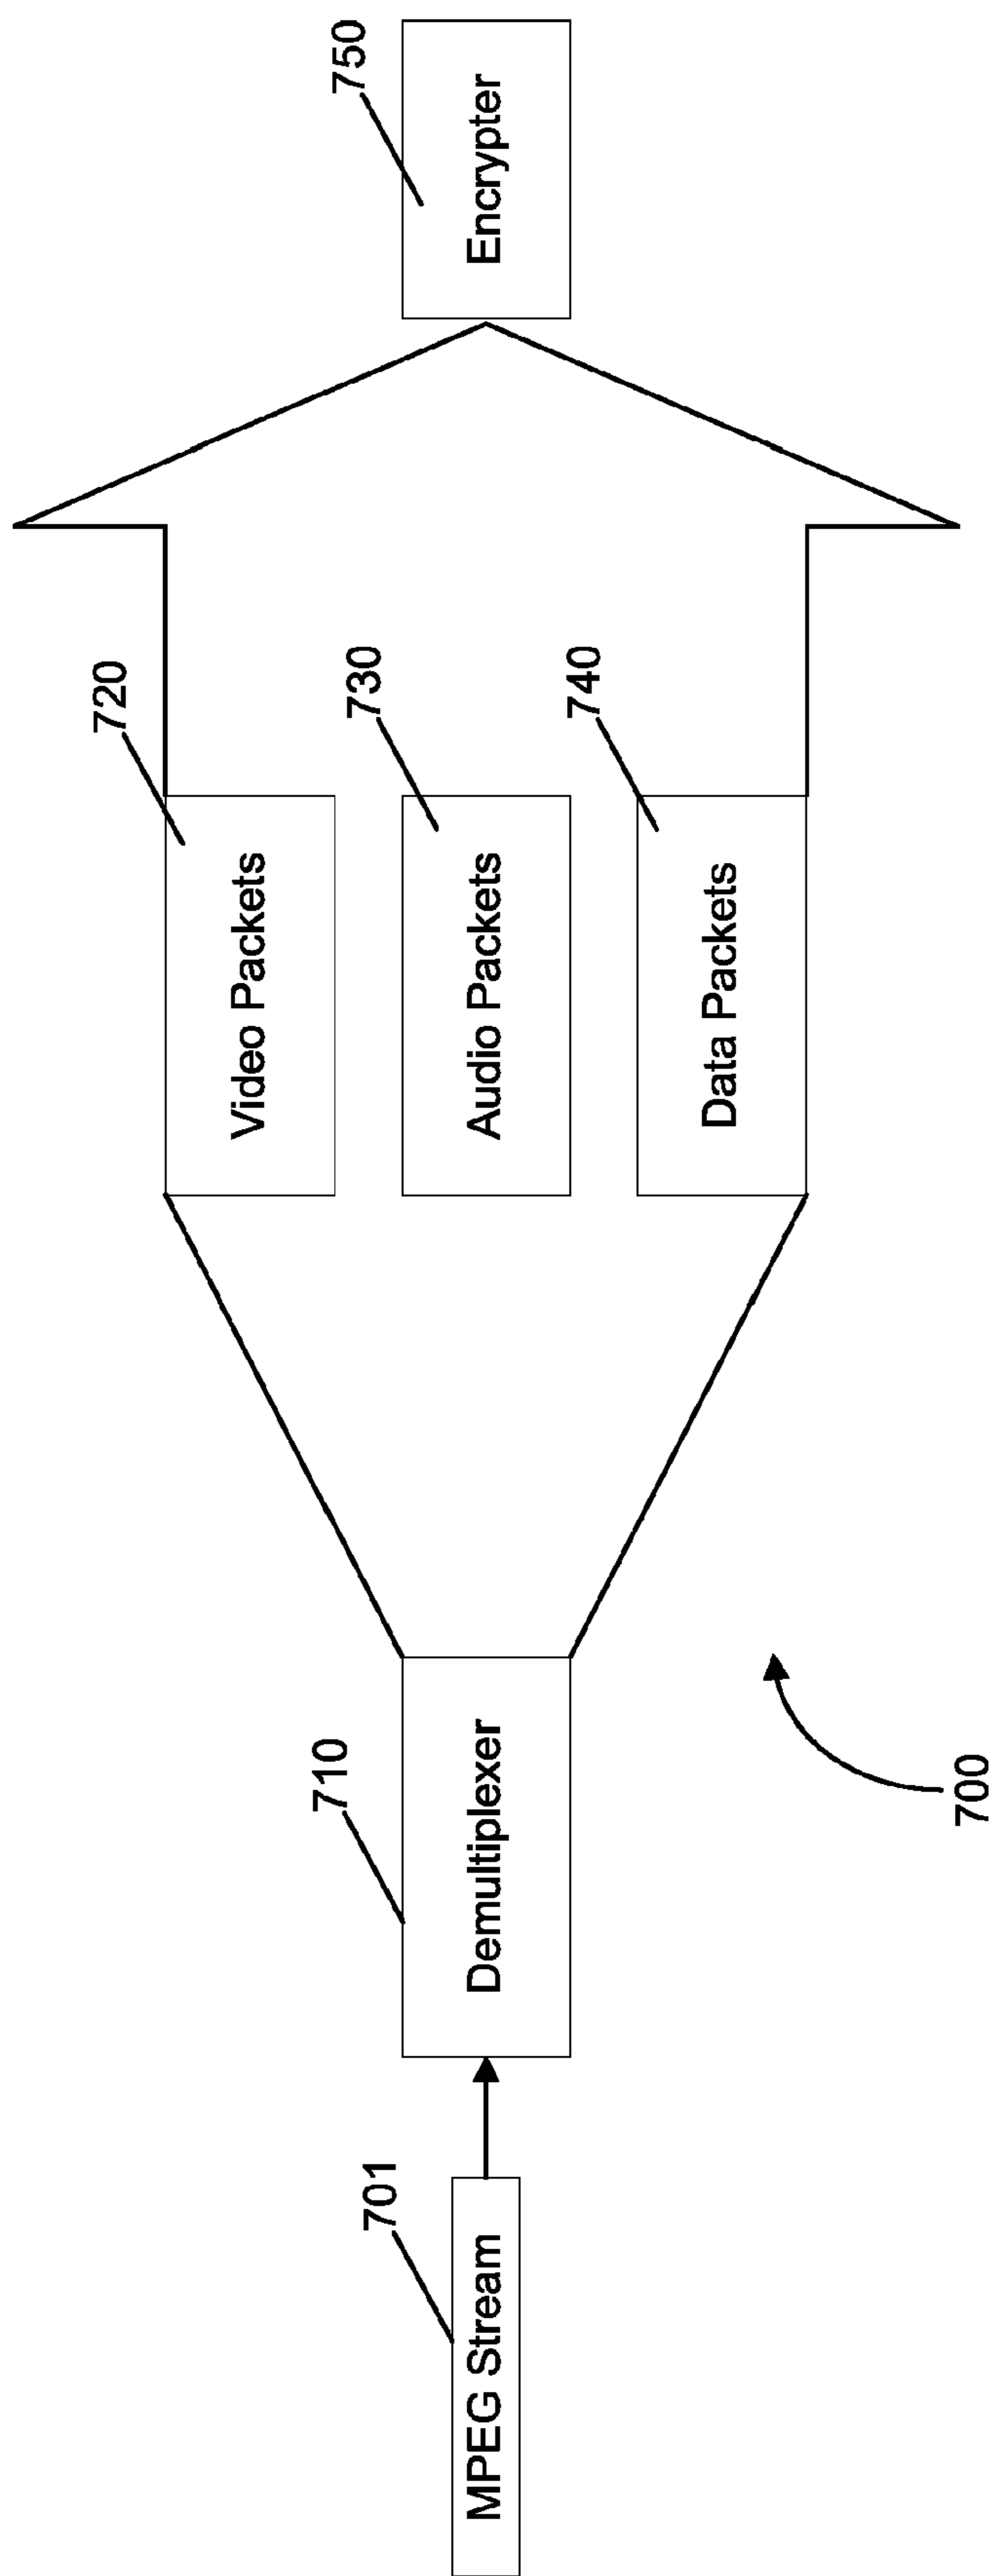 701
MPEG Stream
710
Demultiplexer
720
Video Packets
730
Audio Packets
740
Data Packets
750
Encrypter
700